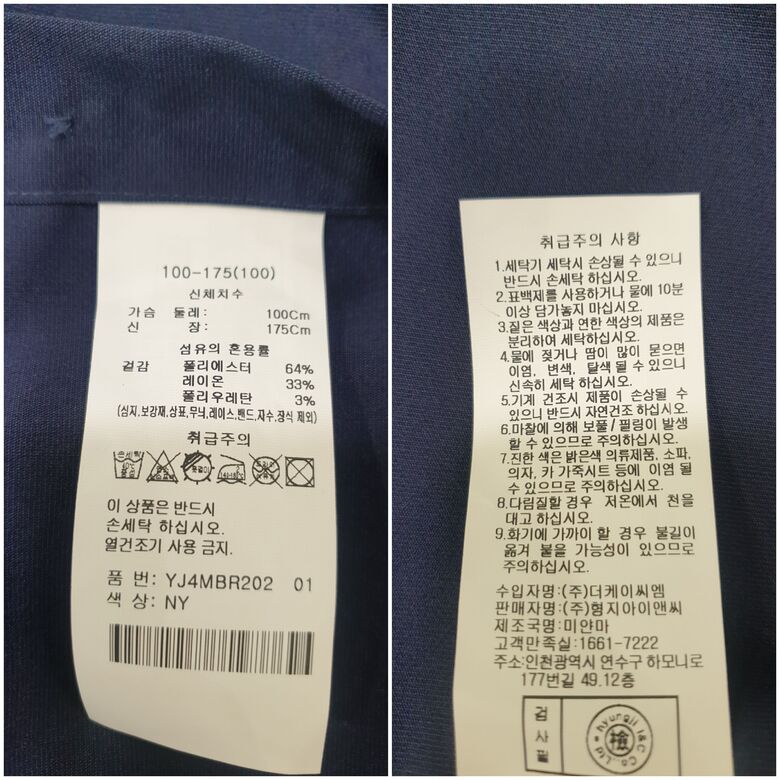 100-175(100)
신체치수
가슴 둘레: 100Cm
신 장: 175Cm
섬유의 혼용률
겉감 폴리에스터 64%
레이온 33%
폴리우레탄 3%
(심지,보강재,상표,무늬,레이스,밴드,자수,장식 제외)
취급주의
이 상품은 반드시
손세탁 하십시오.
열건조기 사용 금지.
품 번: YJ4MBR202 01
색 상: NY
취급주의 사항
1.세탁기 세탁시 손상될 수 있으니
반드시 손세탁 하십시오.
2.표백제를 사용하거나 물에 10분
이상 담가놓지 마십시오.
3.짙은 색상과 연한 색상의 제품은
분리하여 세탁하십시오.
4.물에 젖거나 땀이 많이 묻으면
이염, 변색, 탈색 될 수 있으니
신속히 세탁 하십시오.
5.기계 건조시 제품이 손상될 수
있으니 반드시 자연건조 하십시오.
6.마찰에 의해 보풀/필링이 발생
할 수 있으므로 주의하십시오.
7.진한 색은 밝은색 의류제품, 소파,
의자, 카 가죽시트 등에 이염 될
수 있으므로 주의하십시오.
8.다림질할 경우 저온에서 천을
대고 하십시오.
9.화기에 가까이 할 경우 불길이
옮겨 붙을 가능성이 있으므로
주의하십시오.
수입자명:(주)더케이씨엠
판매자명:(주)형지아이앤씨
제조국명:미얀마
고객만족실:1661-7222
주소:인천광역시 연수구 하모니로
177번길 49.12층
검사필
hyungji I&C Co.,Ltd
檢